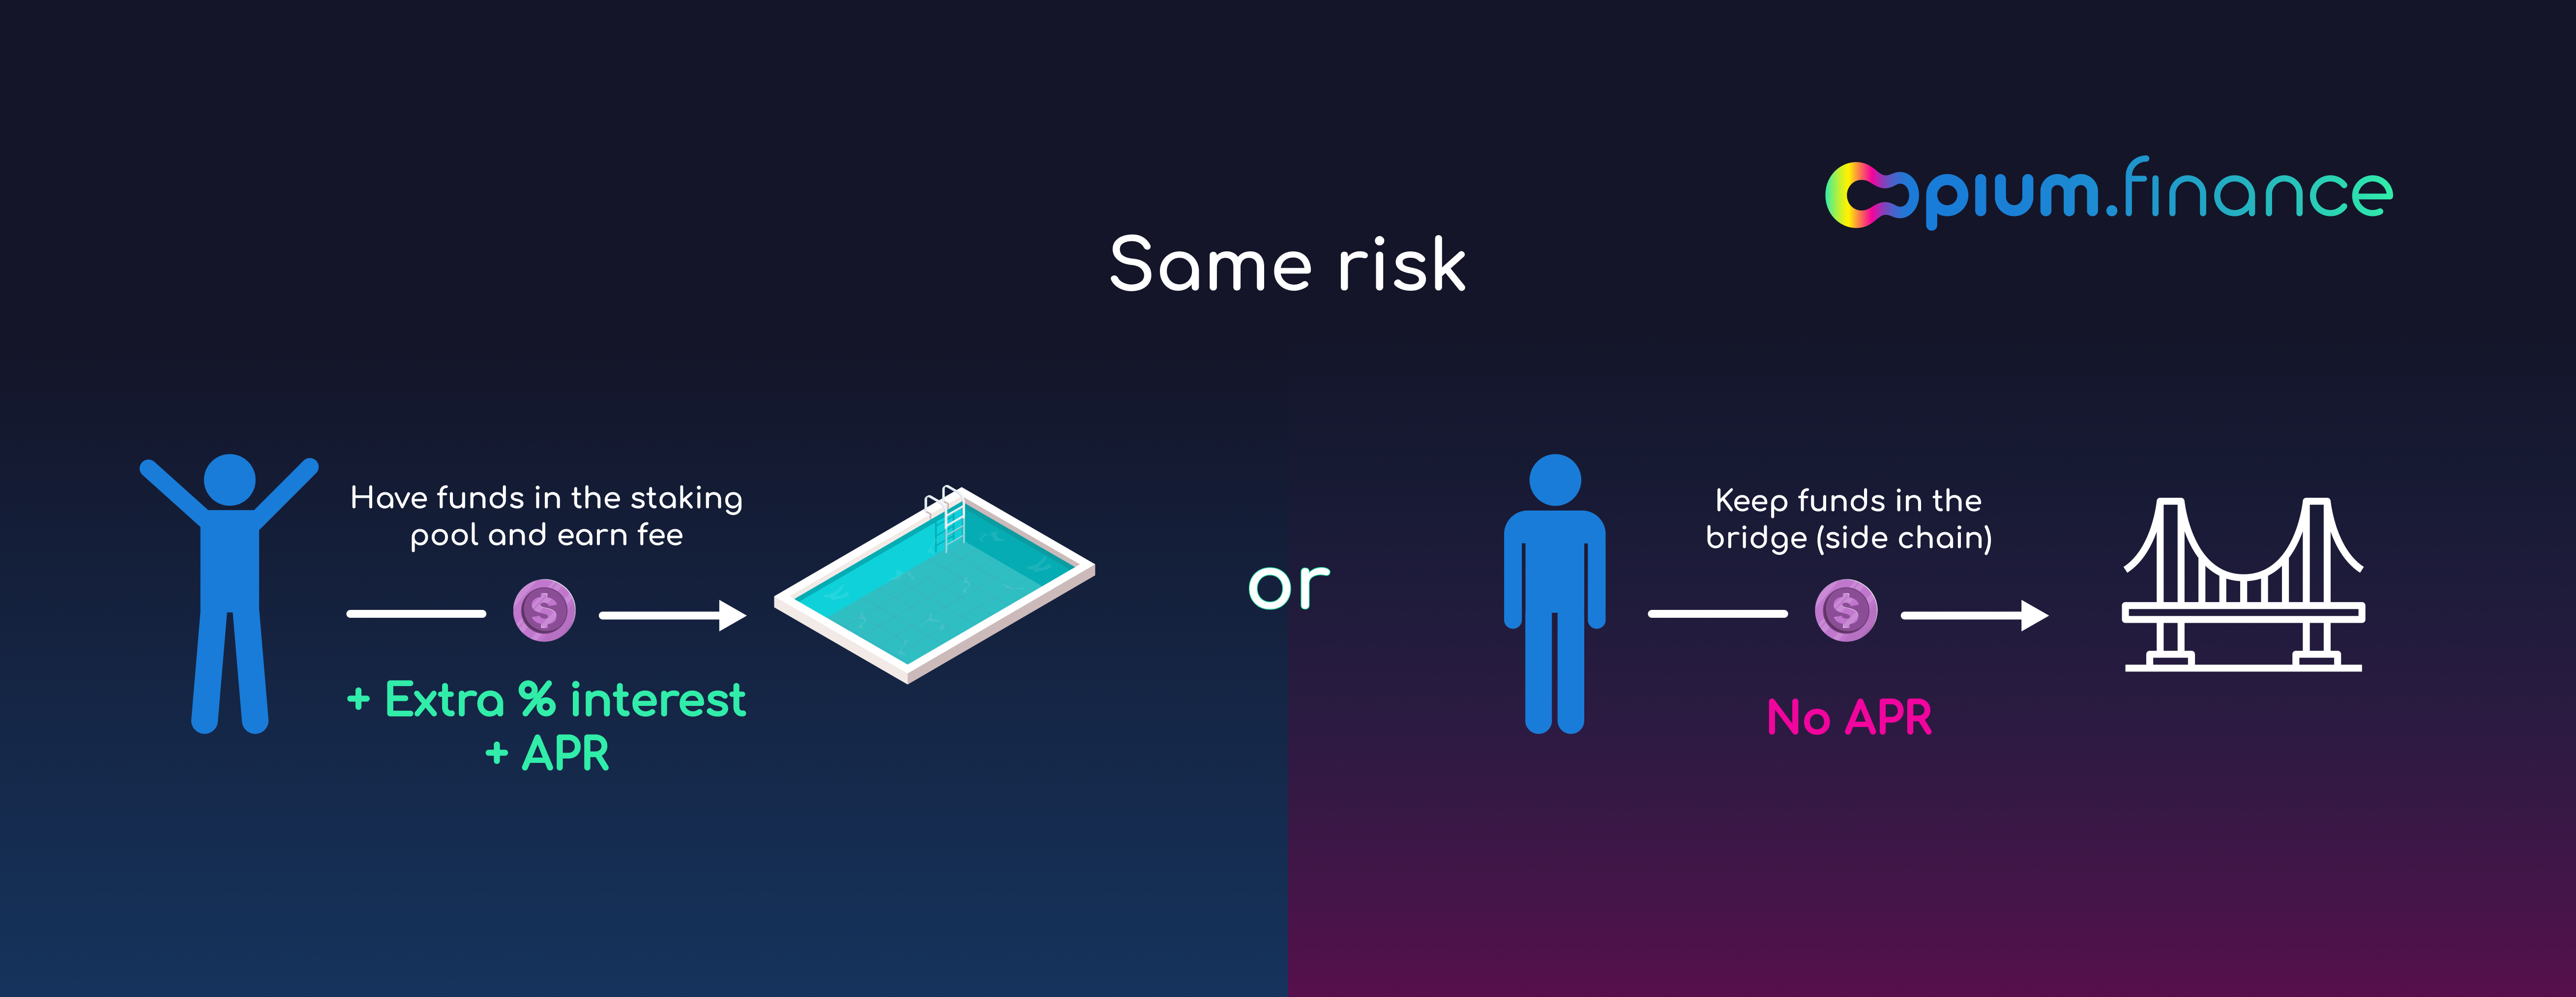 opium.finance
Same risk
Have funds in the staking
pool and earn fee
$
+ Extra % interest
+ APR
or
Keep funds in the
bridge (side chain)
$
No APR